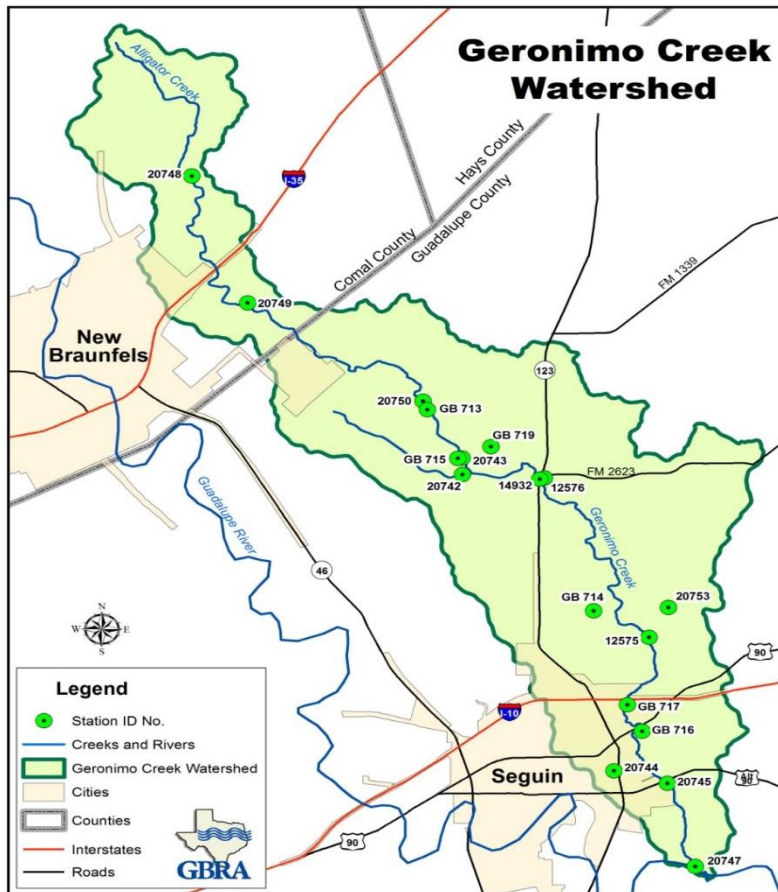 Geronimo Creek
Watershed
Alligator Creek
20748
I-35
Hays County
Comal County
Guadalupe County
FM 1339
20749
New
Braunfels
123
20750
GB 713
GB 719
GB 715
20743
20742
14932
12576
FM 2623
Guadalupe River
Geronimo Creek
46
GB 714
20753
12575
90
N
W
E
S
GB 717
I-10
GB 716
20744
Seguin
20745
90
90
20747
Legend
Station ID No.
Creeks and Rivers
Geronimo Creek Watershed
Cities
Counties
Interstates
Roads
GBRA